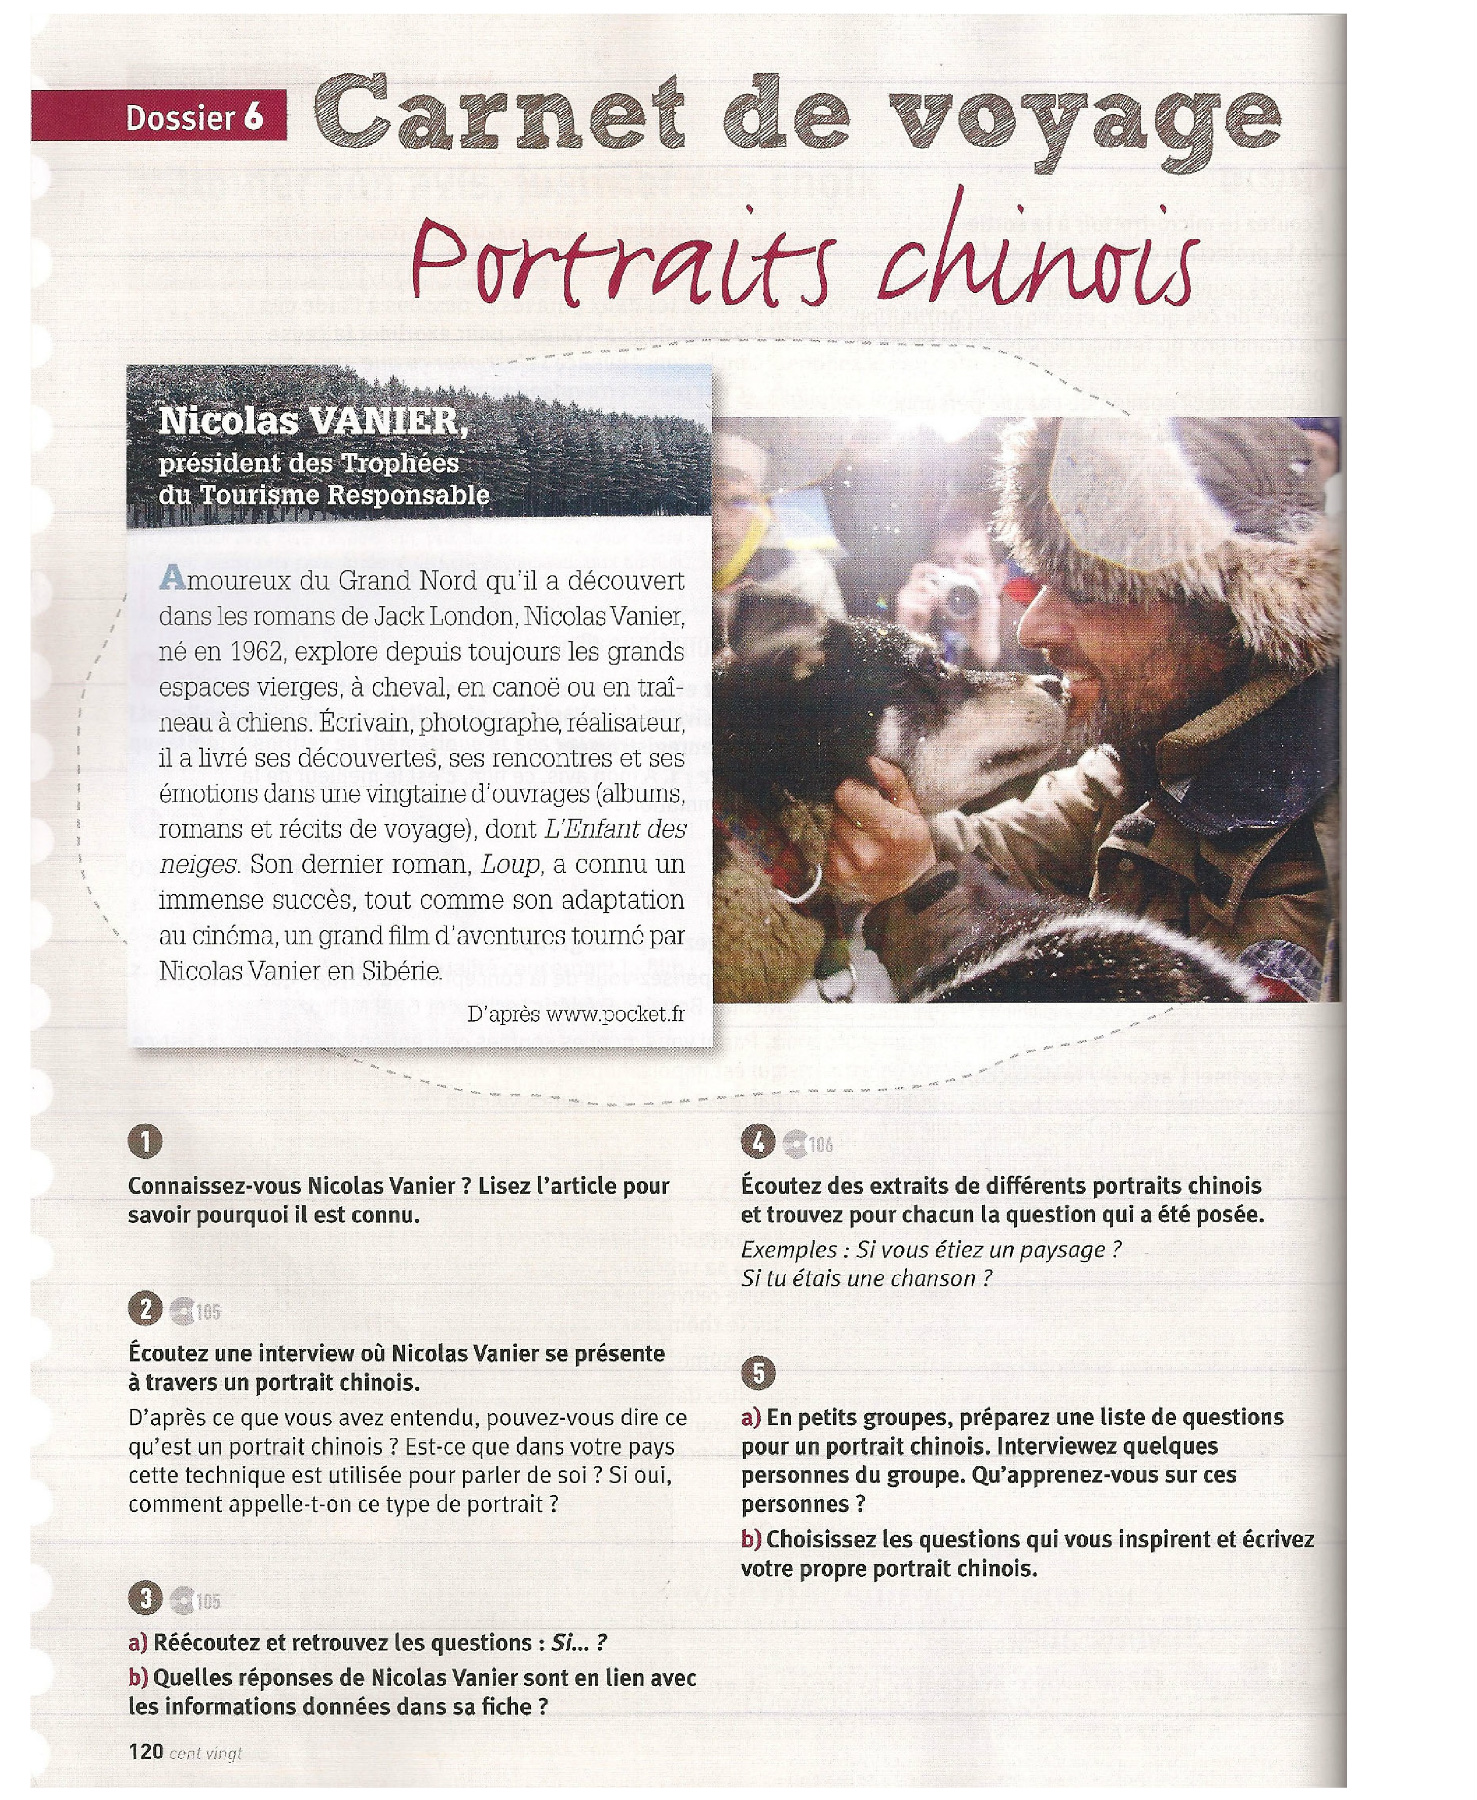 Dossier 6
Carnet de voyage
Portraits chinois
Nicolas VANIER,
président des Trophées
du Tourisme Responsable
Amoureux du Grand Nord qu'il a découvert
dans les romans de Jack London, Nicolas Vanier,
né en 1962, explore depuis toujours les grands
espaces vierges, à cheval, en canoë ou en traî-
neau à chiens. Écrivain, photographe, réalisateur,
il a livré ses découvertes, ses rencontres et ses
émotions dans une vingtaine d'ouvrages (albums,
romans et récits de voyage), dont L'Enfant des
neiges. Son dernier roman, Loup, a connu un
immense succès, tout comme son adaptation
au cinéma, un grand film d'aventures tourné par
Nicolas Vanier en Sibérie.
D'après www.pocket.fr
1
Connaissez-vous Nicolas Vanier ? Lisez l'article pour
savoir pourquoi il est connu.
2 105
Écoutez une interview où Nicolas Vanier se présente
à travers un portrait chinois.
D'après ce que vous avez entendu, pouvez-vous dire ce
qu'est un portrait chinois ? Est-ce que dans votre pays
cette technique est utilisée pour parler de soi ? Si oui,
comment appelle-t-on ce type de portrait ?
3 105
a) Réécoutez et retrouvez les questions : Si... ?
b) Quelles réponses de Nicolas Vanier sont en lien avec
les informations données dans sa fiche ?
4 106
Écoutez des extraits de différents portraits chinois
et trouvez pour chacun la question qui a été posée.
Exemples : Si vous étiez un paysage ?
Si tu étais une chanson ?
5
a) En petits groupes, préparez une liste de questions
pour un portrait chinois. Interviewez quelques
personnes du groupe. Qu'apprenez-vous sur ces
personnes ?
b) Choisissez les questions qui vous inspirent et écrivez
votre propre portrait chinois.
120 cent vingt